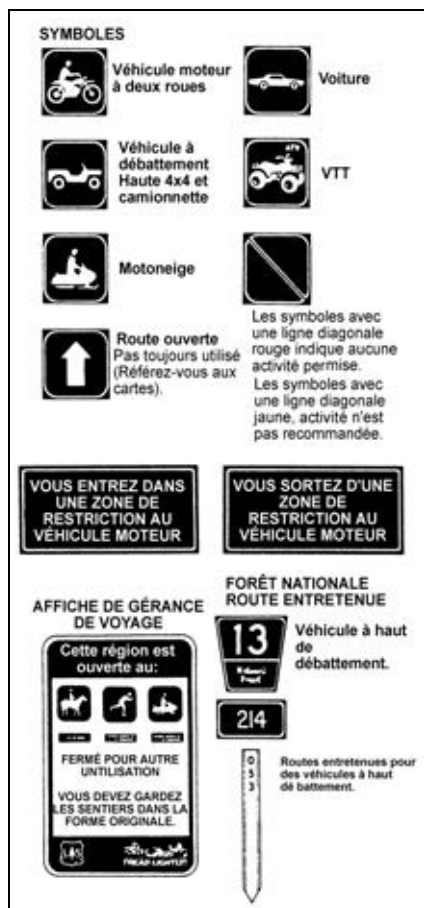 SYMBOLES
Véhicule moteur
à deux roues
Voiture
Véhicule à
débattement
Haute 4x4 et
camionnette
ATV
VTT
Motoneige
Les symboles avec
une ligne diagonale
rouge indique aucune
activité permise.
Les symboles avec
une ligne diagonale
jaune, activité n'est
pas recommandée.
Route ouverte
Pas toujours utilisé
(Référez-vous aux
cartes).
VOUS ENTREZ DANS
UNE ZONE DE
RESTRICTION AU
VÉHICULE MOTEUR
VOUS SORTEZ D'UNE
ZONE DE
RESTRICTION AU
VÉHICULE MOTEUR
AFFICHE DE GÉRANCE
DE VOYAGE
Cette région est
ouverte au:
FERMÉ POUR AUTRE
UNTILISATION
VOUS DEVEZ GARDEZ
LES SENTIERS DANS LA
FORME ORIGINALE.
TREAD LIGHTLY!
FORÊT NATIONALE
ROUTE ENTRETENUE
13
Véhicule à haut
de
débattement.
214
0
5
3
Routes entretenues pour
des véhicules à haut
dé battement.